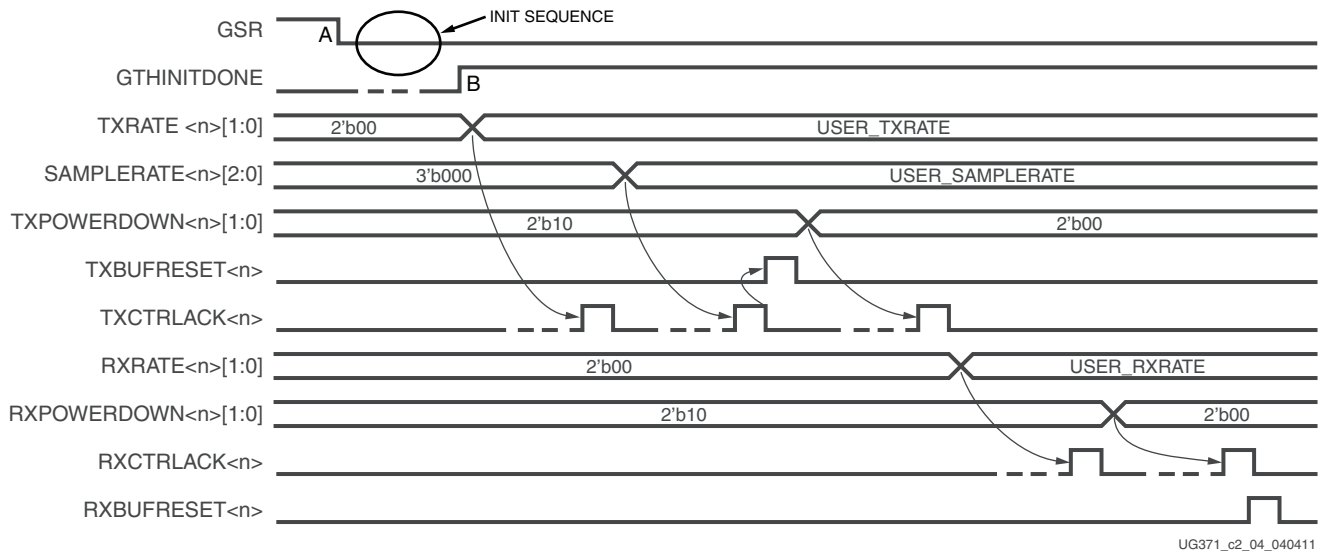 INIT SEQUENCE
GSR
A
GTHINITDONE
B
TXRATE <n>[1:0]
2’b00
USER_TXRATE
SAMPLERATE<n>[2:0]
3’b000
USER_SAMPLERATE
TXPOWERDOWN<n>[1:0]
2’b10
2’b00
TXBUFRESET<n>
TXCTRLACK<n>
RXRATE<n>[1:0]
2’b00
USER_RXRATE
RXPOWERDOWN<n>[1:0]
2’b10
2’b00
RXCTRLACK<n>
RXBUFRESET<n>
UG371_c2_04_040411